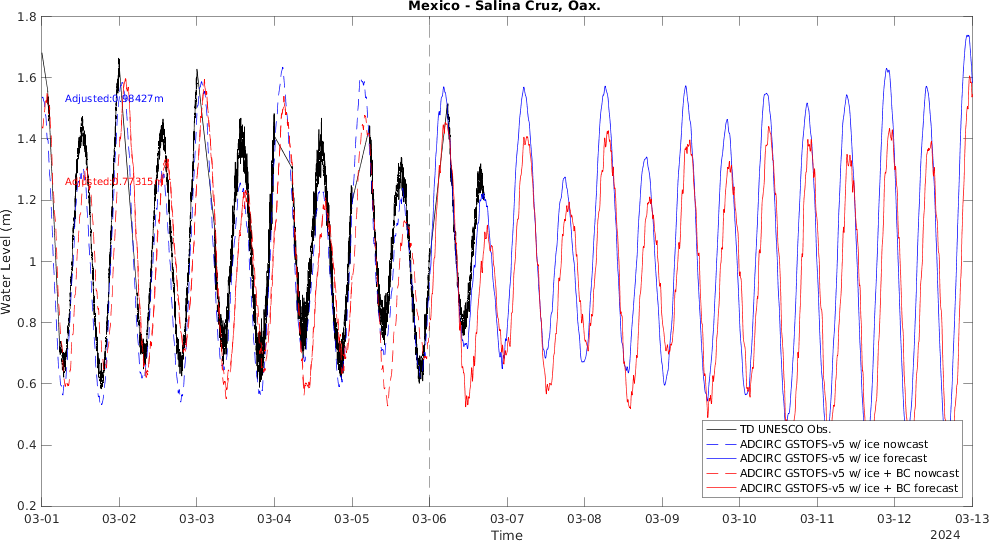 Mexico - Salina Cruz, Oax.
Water Level (m)
1.8
1.6
1.4
1.2
1
0.8
0.6
0.4
0.2
Adjusted:0.98427m
Adjusted:0.77315m
TD UNESCO Obs.
ADCIRC GSTOFS-v5 w/ ice nowcast
ADCIRC GSTOFS-v5 w/ ice forecast
ADCIRC GSTOFS-v5 w/ ice + BC nowcast
ADCIRC GSTOFS-v5 w/ ice + BC forecast
03-01 03-02 03-03 03-04 03-05 03-06 03-07 03-08 03-09 03-10 03-11 03-12 03-13
Time
2024